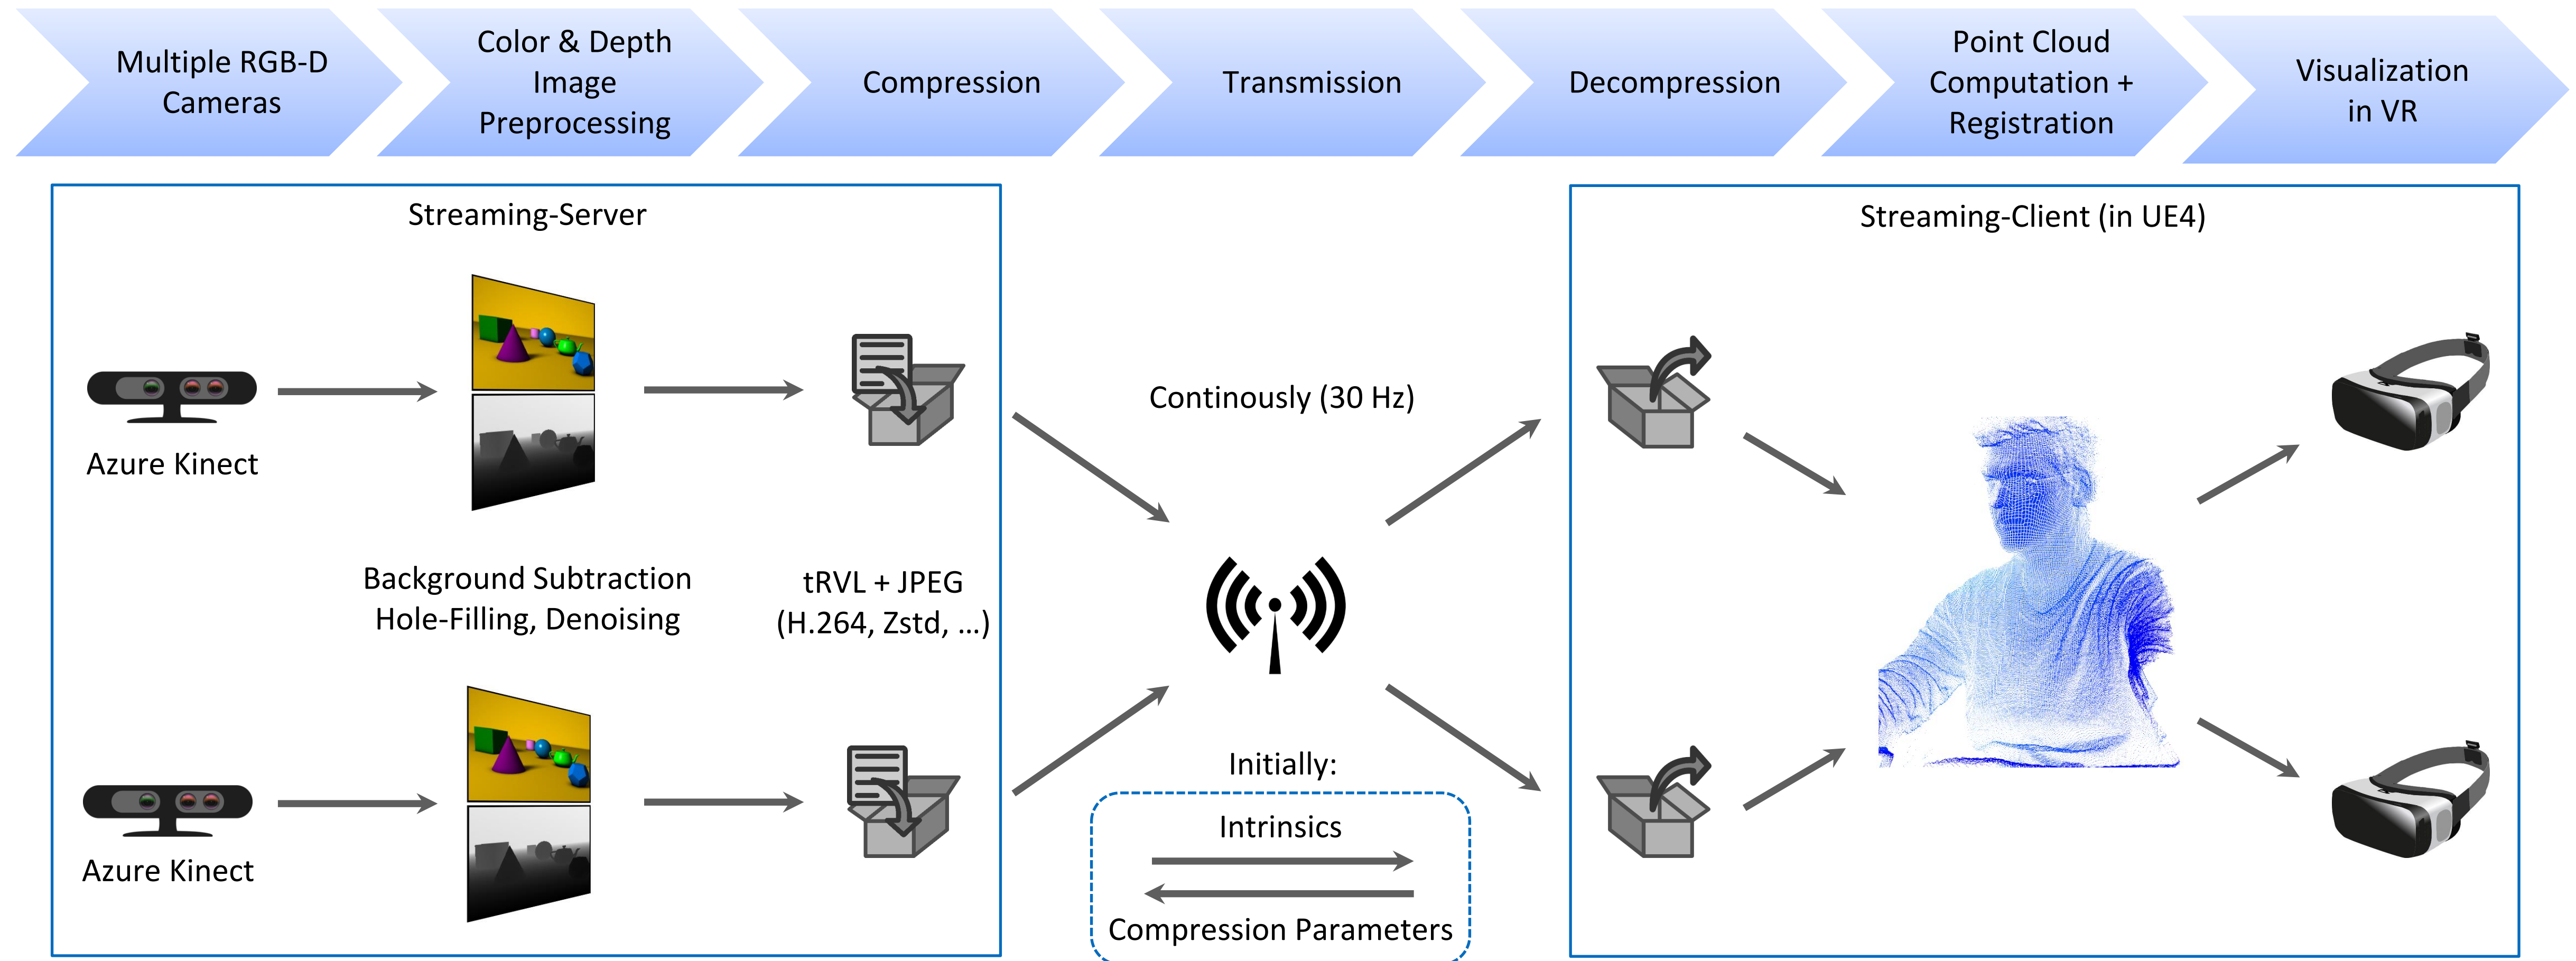 Multiple RGB-D
Cameras
Color & Depth
Image
Preprocessing
Compression
Transmission
Decompression
Point Cloud
Computation +
Registration
Visualization
in VR
Streaming-Server
Azure Kinect
Background Subtraction
Hole-Filling, Denoising
tRVL + JPEG
(H.264, Zstd, ...)
Azure Kinect
Continously (30 Hz)
Initially:
Intrinsics
Compression Parameters
Streaming-Client (in UE4)